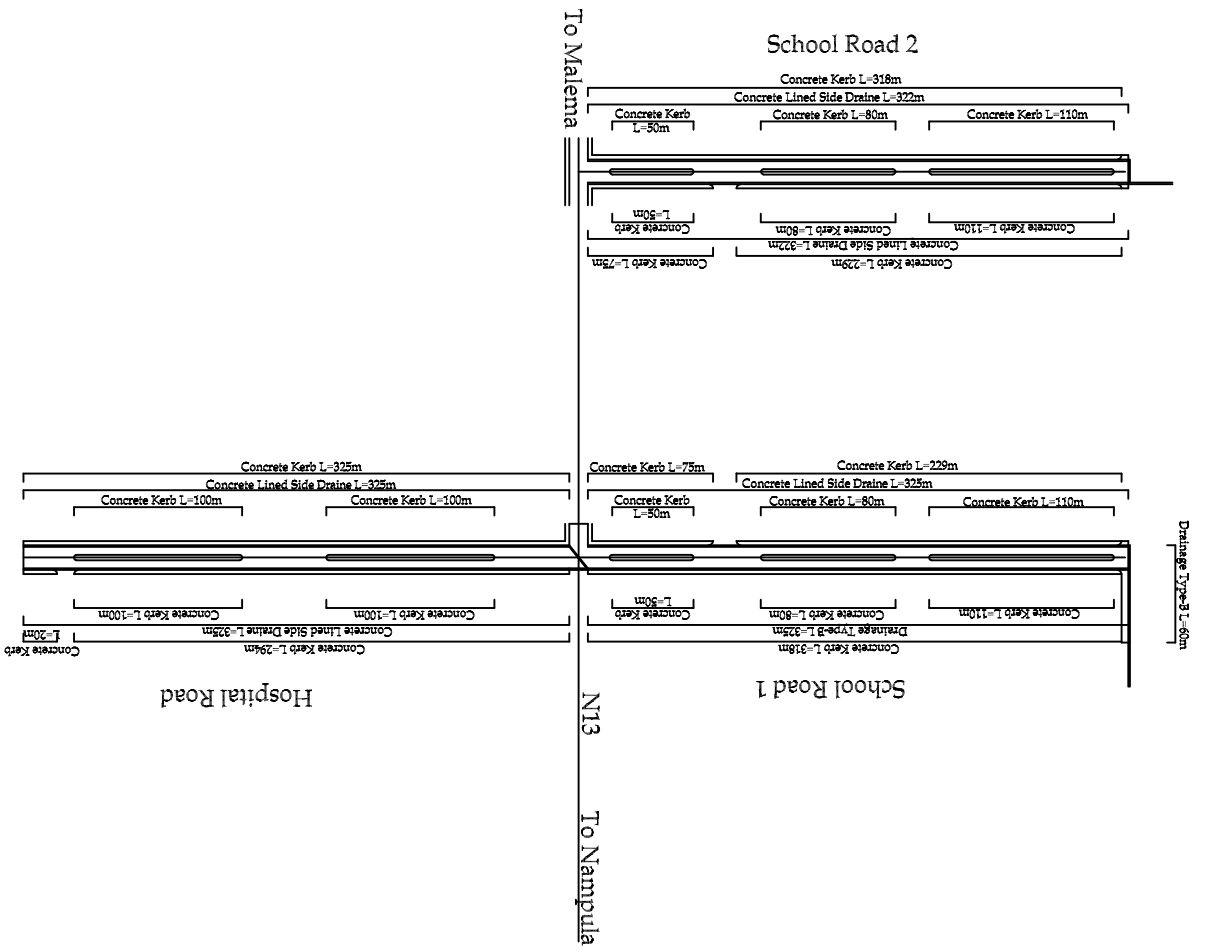 To Malema
School Road 2
Concrete Kerb L=318m
Concrete Lined Side Draine L=322m
Concrete Kerb
L=50m
Concrete Kerb L=80m
Concrete Kerb L=110m
L=50m
Concrete Kerb
Concrete Kerb L=80m
Concrete Kerb L=110m
Concrete Lined Side Draine L=322m
Concrete Kerb L=75m
Concrete Kerb L=229m
Concrete Kerb L=325m
Concrete Lined Side Draine L=325m
Concrete Kerb L=100m
Concrete Kerb L=100m
Concrete Kerb L=75m
Concrete Kerb L=229m
Concrete Lined Side Draine L=325m
Concrete Kerb
L=50m
Concrete Kerb L=80m
Concrete Kerb L=110m
Drainage Type-B L=60m
Concrete Kerb L=100m
Concrete Kerb L=100m
Concrete Lined Side Draine L=325m
L=20m
Concrete Kerb
Concrete Kerb L=294m
Hospital Road
L=50m
Concrete Kerb
Concrete Kerb L=80m
Concrete Kerb L=110m
Drainage Type-B L=325m
Concrete Kerb L=318m
School Road 1
N13
To Nampula